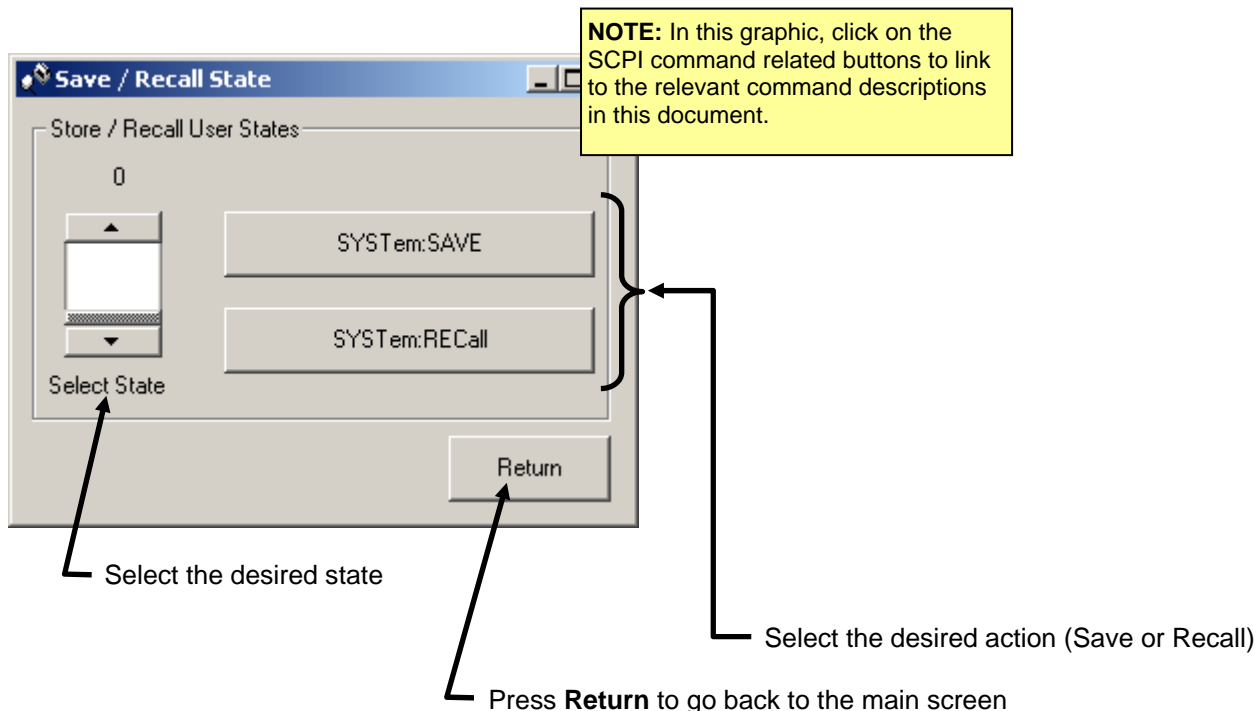 NOTE: In this graphic, click on the
SCPI command related buttons to link
to the relevant command descriptions
in this document.
Save / Recall State
Store / Recall User States
0
SYSTem:SAVE
SYSTem:RECall
Select State
Return
Select the desired state
Select the desired action (Save or Recall)
Press Return to go back to the main screen